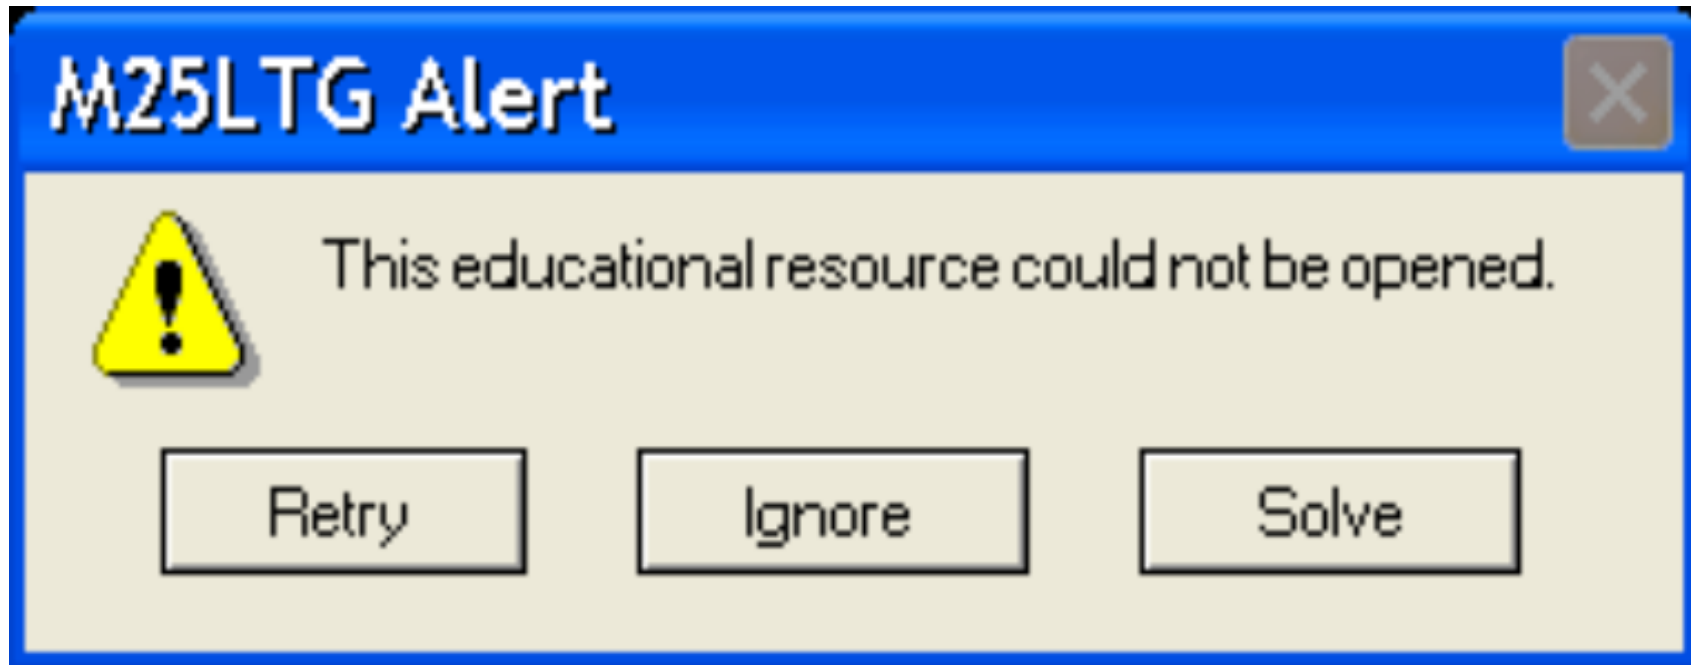 M25LTG Alert
This educational resource could not be opened.
Retry
Ignore
Solve